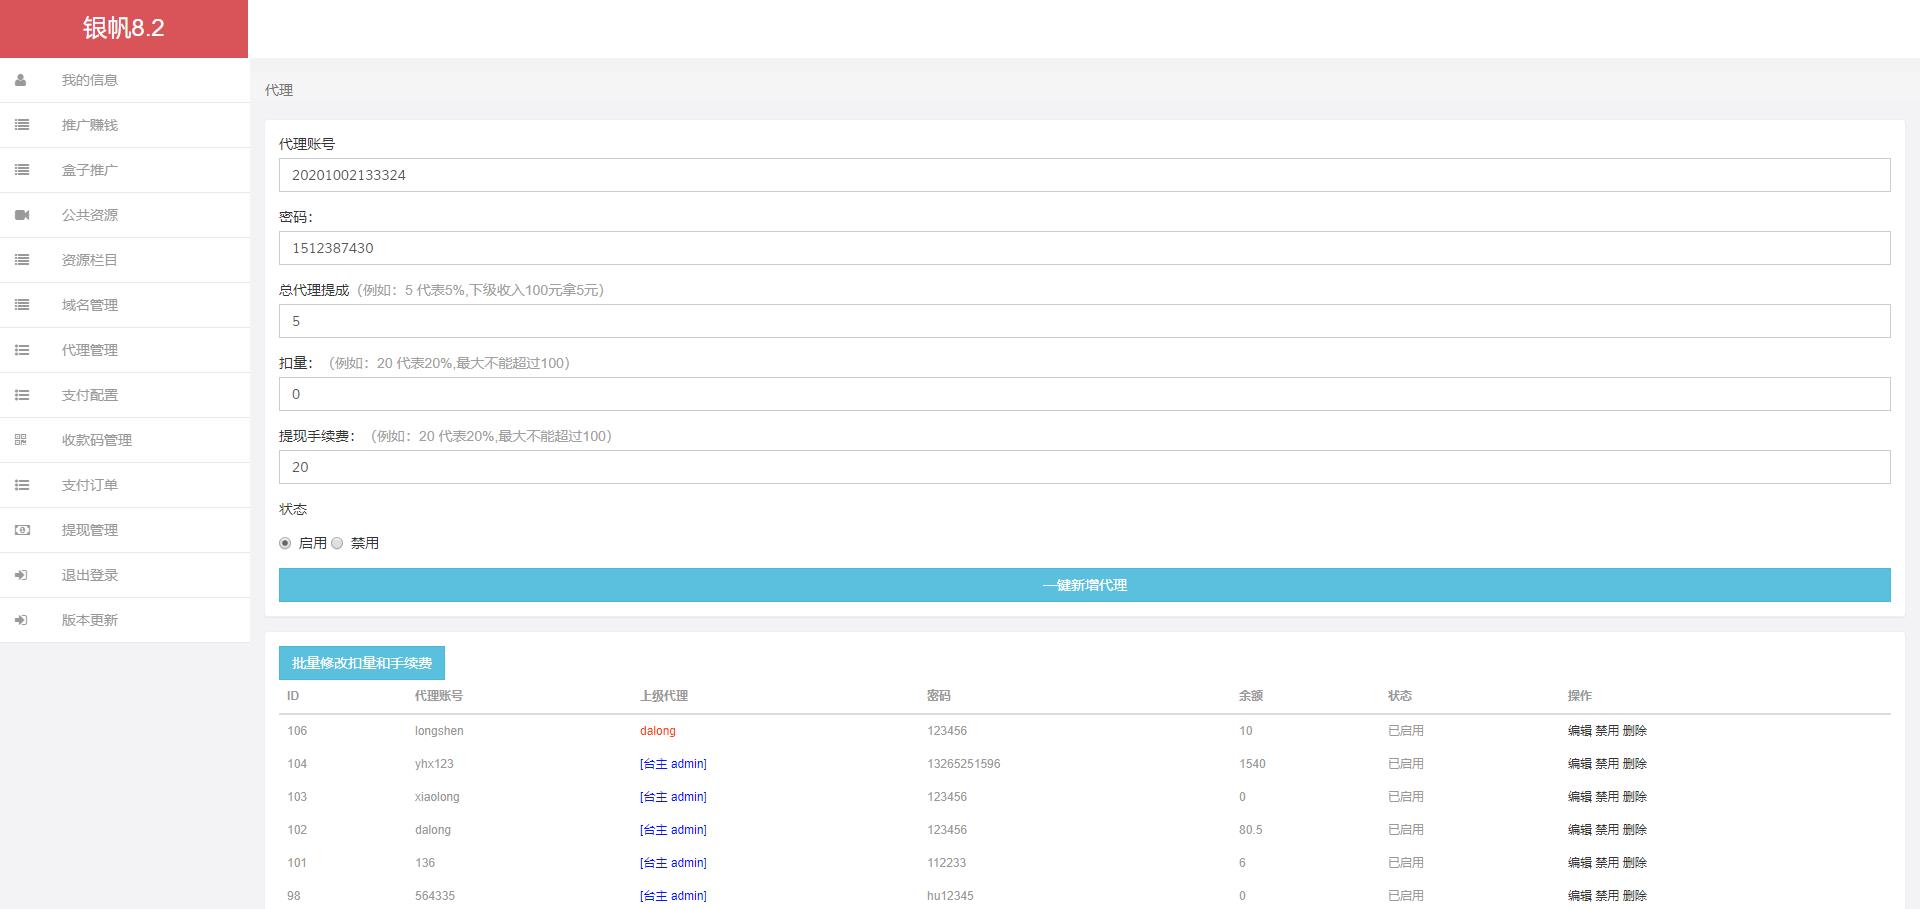 银帆8.2
我的信息
推广赚钱
盒子推广
公共资源
资源栏目
域名管理
代理管理
支付配置
收款码管理
支付订单
提现管理
退出登录
版本更新
代理
代理账号
20201002133324
密码：
1512387430
总代理提成（例如：5 代表5%,下级收入100元拿5元）
5
扣量：（例如：20 代表20%,最大不能超过100）
0
提现手续费：（例如：20 代表20%,最大不能超过100）
20
状态
启用 禁用
一键新增代理
批量修改扣量和手续费
ID 代理账号 上级代理 密码 余额 状态 操作
106 longshen dalong 123456 10 已启用 编辑 禁用 删除
104 yhx123 [台主 admin] 13265251596 1540 已启用 编辑 禁用 删除
103 xiaolong [台主 admin] 123456 0 已启用 编辑 禁用 删除
102 dalong [台主 admin] 123456 80.5 已启用 编辑 禁用 删除
101 136 [台主 admin] 112233 6 已启用 编辑 禁用 删除
98 564335 [台主 admin] hu12345 0 已启用 编辑 禁用 删除